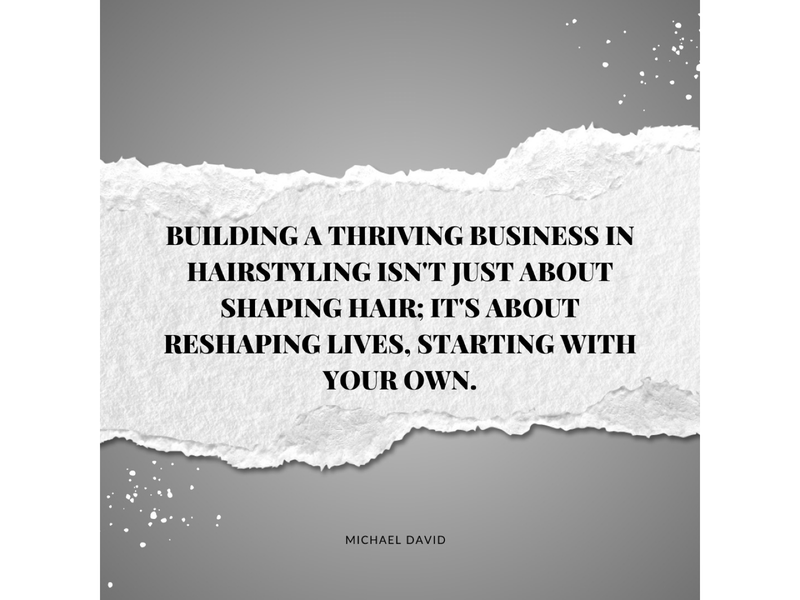 BUILDING A THRIVING BUSINESS IN
HAIRSTYLING ISN'T JUST ABOUT
SHAPING HAIR; IT'S ABOUT
RESHAPING LIVES, STARTING WITH
YOUR OWN.
MICHAEL DAVID